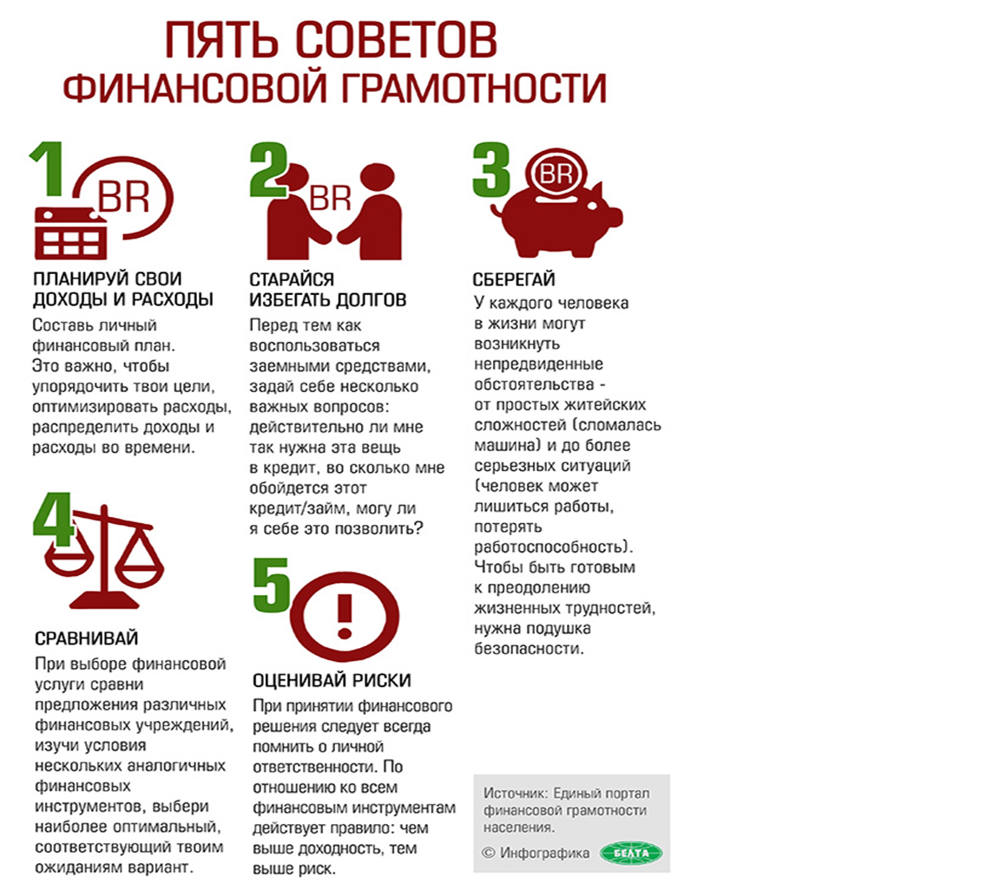 ПЯТЬ СОВЕТОВ
ФИНАНСОВОЙ ГРАМОТНОСТИ
1
BR
ПЛАНИРУЙ СВОИ
ДОХОДЫ И РАСХОДЫ
Составь личный
финансовый план.
Это важно, чтобы
упорядочить твои цели,
оптимизировать расходы,
распределить доходы и
расходы во времени.
2
BR
СТАРАЙСЯ
ИЗБЕГАТЬ ДОЛГОВ
Перед тем как
воспользоваться
заемными средствами,
задай себе несколько
важных вопросов:
действительно ли мне
так нужна эта вещь
в кредит, во сколько мне
обойдется этот
кредит/займ, могу ли
я себе это позволить?
3
BR
СБЕРЕГАЙ
У каждого человека
в жизни могут
возникнуть
непредвиденные
обстоятельства -
от простых житейских
сложностей (сломалась
машина) и до более
серьезных ситуаций
(человек может
лишиться работы,
потерять
работоспособность).
Чтобы быть готовым
к преодолению
жизненных трудностей,
нужна подушка
безопасности.
4
СРАВНИВАЙ
При выборе финансовой
услуги сравни
предложения различных
финансовых учреждений,
изучи условия
нескольких аналогичных
финансовых
инструментов, выбери
наиболее оптимальный,
соответствующий твоим
ожиданиям вариант.
5
!
ОЦЕНИВАЙ РИСКИ
При принятии финансового
решения следует всегда
помнить о личной
ответственности. По
отношению ко всем
финансовым инструментам
действует правило: чем
выше доходность, тем
выше риск.
Источник: Единый портал
финансовой грамотности
населения.
© Инфографика БЕЛТА